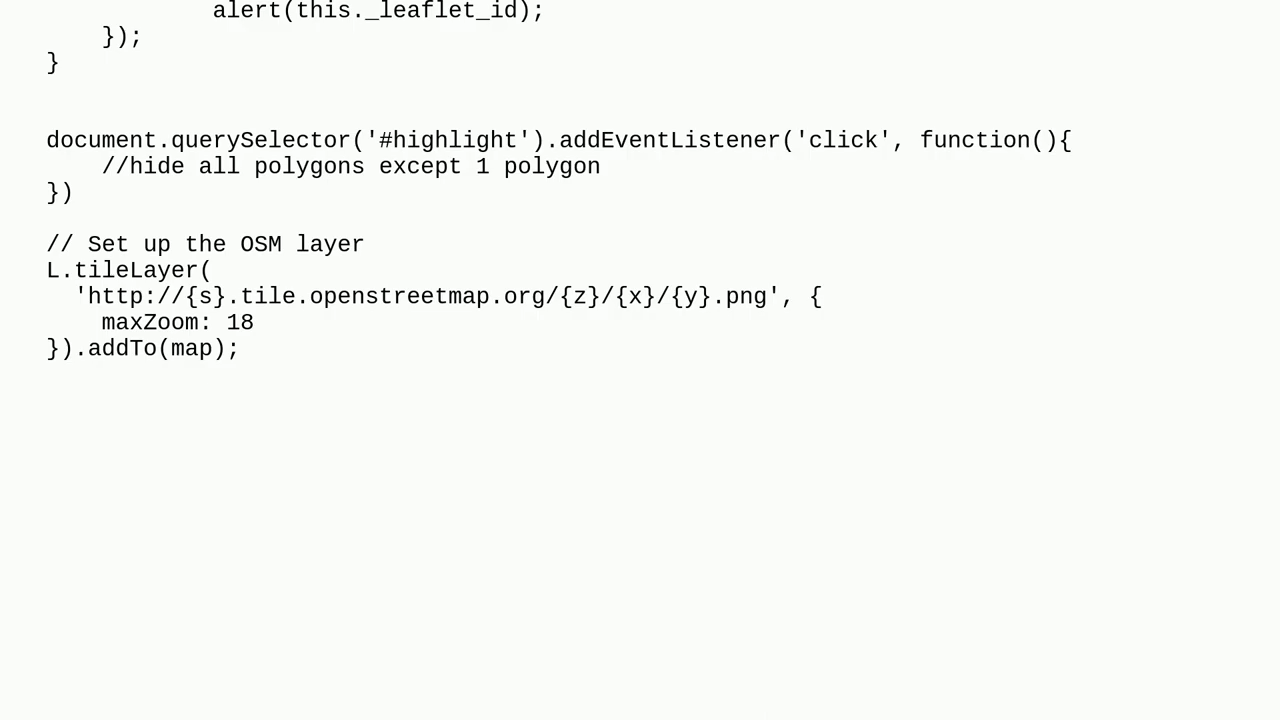 alert(this._leaflet_id);
    });
}
document.querySelector('#highlight').addEventListener('click', function(){
    //hide all polygons except 1 polygon
})
// Set up the OSM layer
L.tileLayer(
  'http://{s}.tile.openstreetmap.org/{z}/{x}/{y}.png', {
    maxZoom: 18
}).addTo(map);